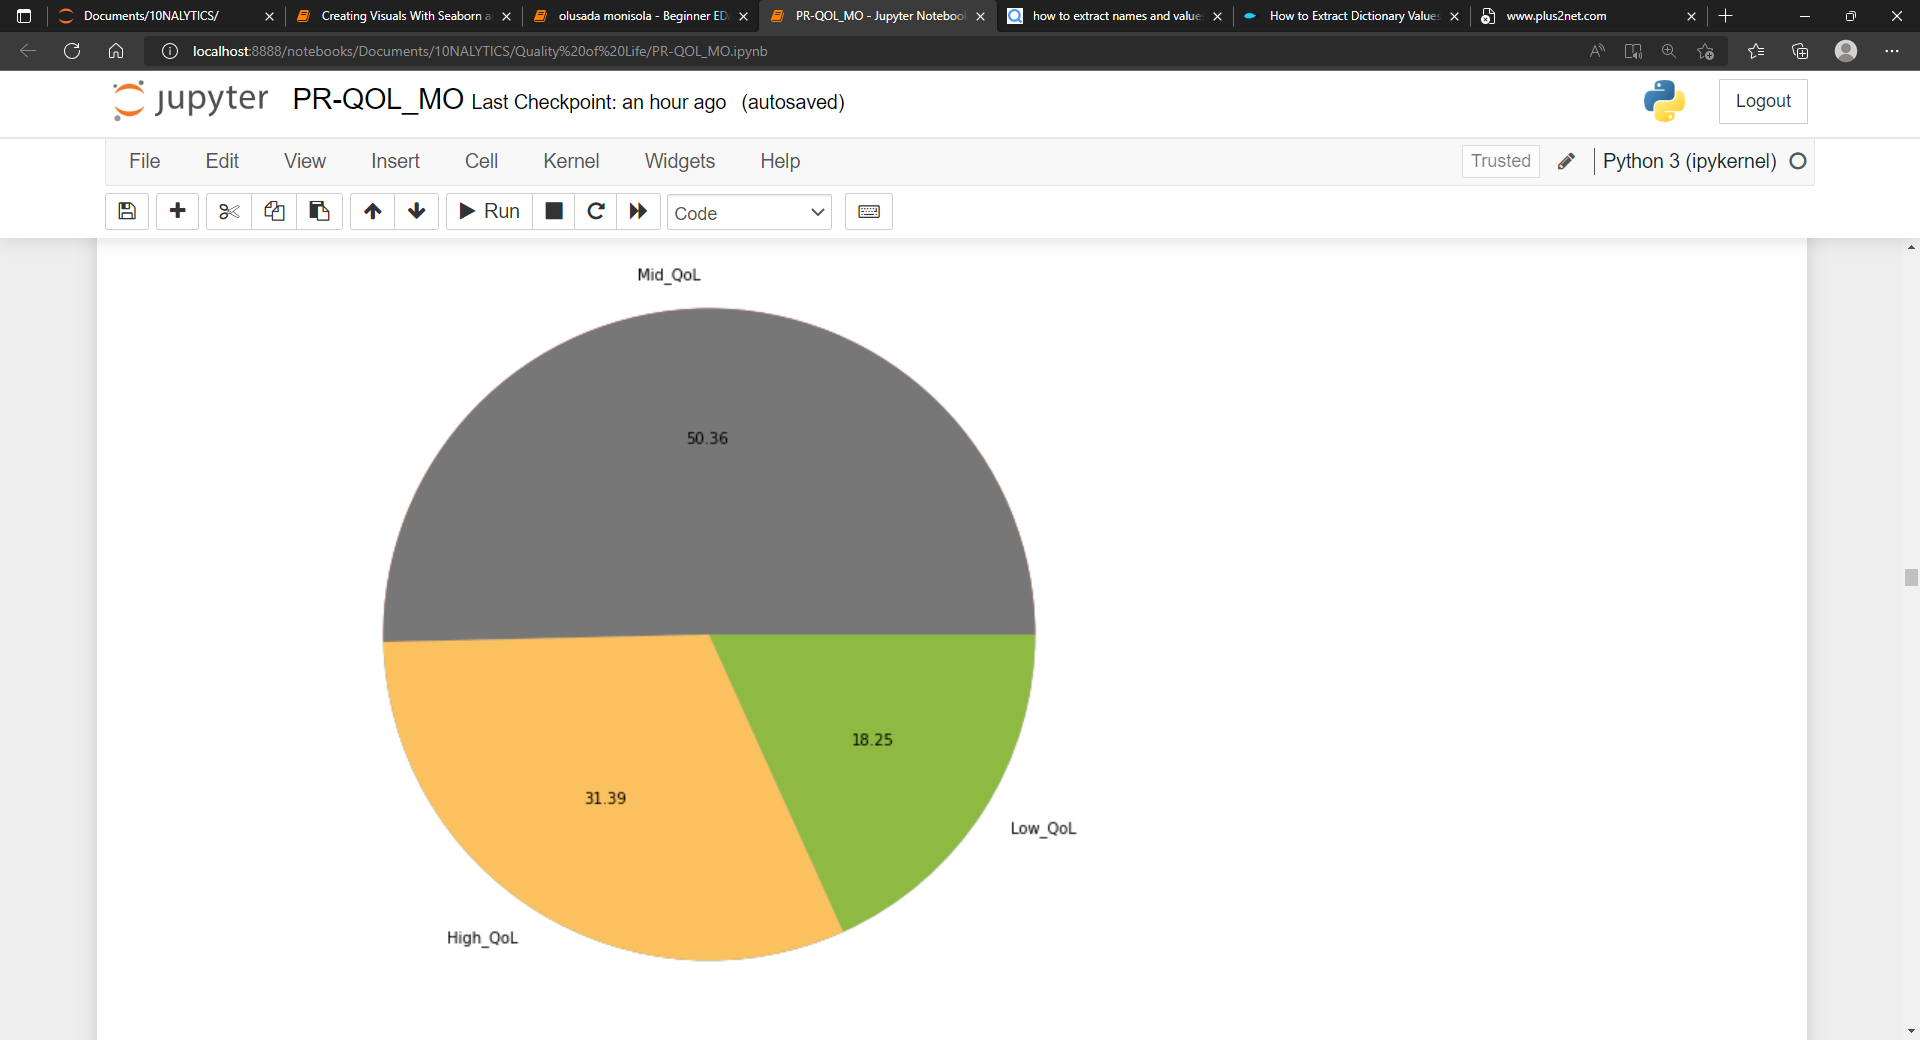 Documents/10NALYTICS/
Creating Visuals With Seaborn a
olusada monisola - Beginner ED
PR-QOL_MO - Jupyter Noteboo
how to extract names and value
How to Extract Dictionary Values
www.plus2net.com
localhost:8888/notebooks/Documents/10NALYTICS/Quality%20of%20Life/PR-QOL_MO.ipynb
jupyter PR-QOL_MO Last Checkpoint: an hour ago (autosaved)
Logout
File Edit View Insert Cell Kernel Widgets Help
Trusted
Python 3 (ipykernel)
Run
Code
Mid_QoL
50.36
18.25
31.39
Low_QoL
High_QoL